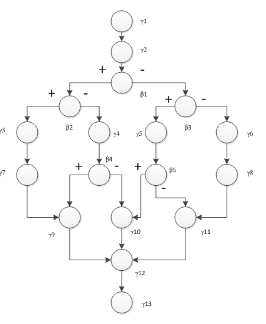 γ1
γ2
+ -
β1
+ - + -
β2 β3
γ3 γ4 γ5 γ6
β4
+ - +
γ7 β5 γ8
-
γ9 γ10 γ11
γ12
γ13